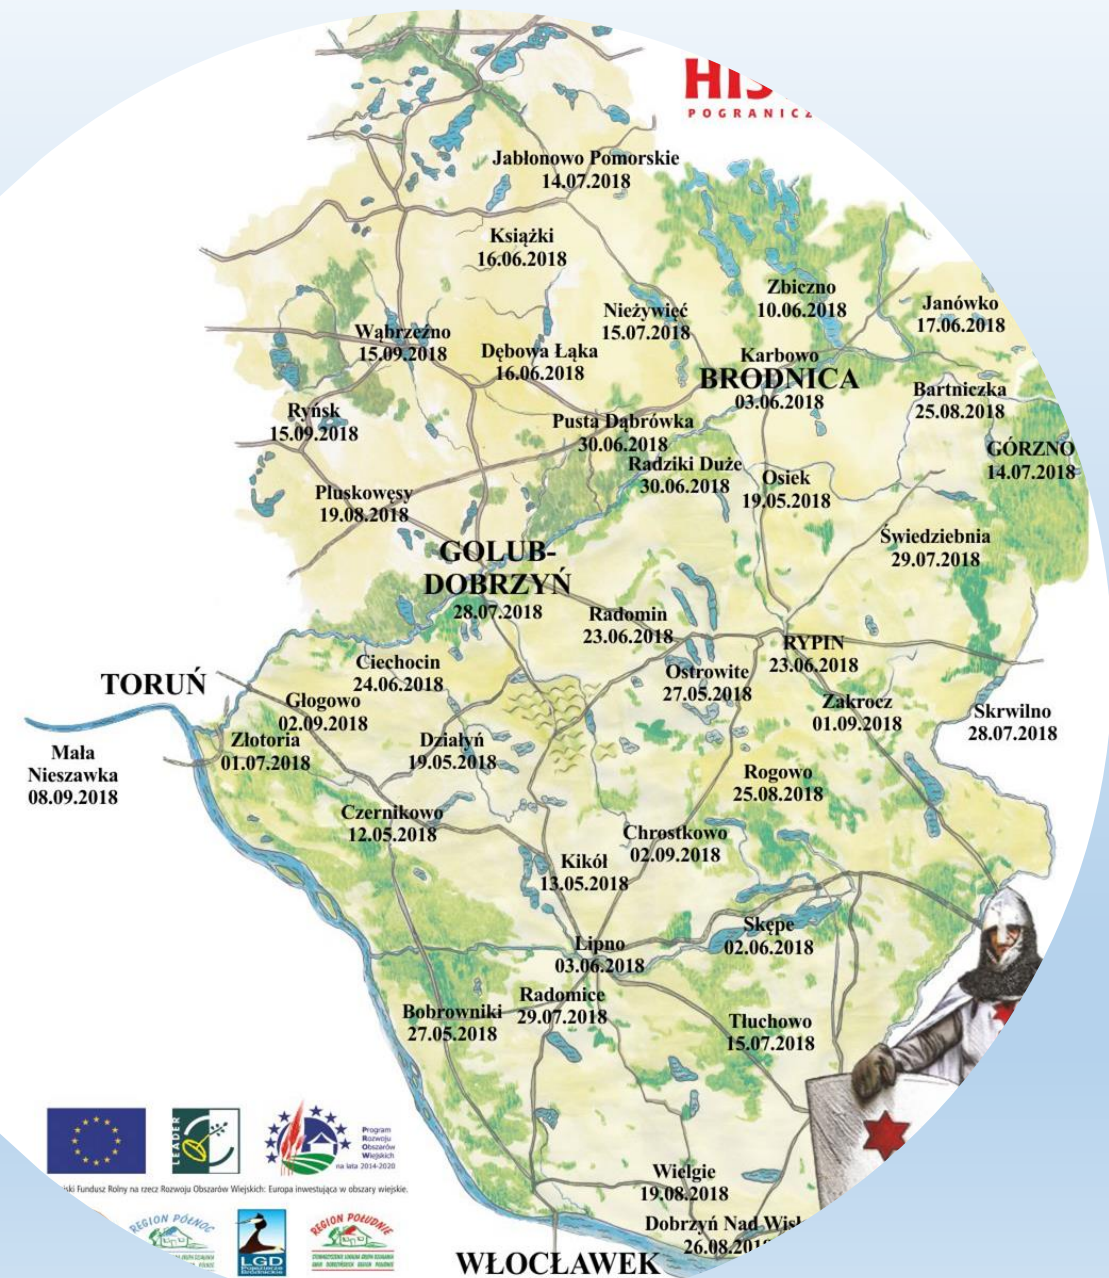 POGRANICZ
Jabłonowo Pomorskie
14.07.2018
Książki
16.06.2018
Zbiczno
10.06.2018
Nieżywięć
15.07.2018
Janówko
17.06.2018
Wąbrzeźno
15.09.2018
Dębowa Łąka
16.06.2018
Karbowo
BRODNICA
03.06.2018
Bartniczka
25.08.2018
Ryńsk
15.09.2018
Pusta Dąbrówka
30.06.2018
GÓRZNO
14.07.2018
Radziki Duże
30.06.2018
Osiek
19.05.2018
Pluskowęsy
19.08.2018
Świedziebnia
29.07.2018
GOLUB-
DOBRZYŃ
28.07.2018
Radomin
23.06.2018
RYPIN
23.06.2018
Ciechocin
24.06.2018
Ostrowite
27.05.2018
TORUŃ
Głogowo
02.09.2018
Zakrocz
01.09.2018
Skrwilno
28.07.2018
Złotoria
01.07.2018
Działyń
19.05.2018
Mała
Nieszawka
08.09.2018
Rogowo
25.08.2018
Czernikowo
12.05.2018
Chrostkowo
02.09.2018
Kikół
13.05.2018
Skępe
02.06.2018
Lipno
03.06.2018
Radomice
29.07.2018
Bobrowniki
27.05.2018
Tłuchowo
15.07.2018
LEADER
Program
Rozwoju
Obszarów
Wiejskich
na lata 2014-2020
Fundusz Rolny na rzecz Rozwoju Obszarów Wiejskich: Europa inwestująca w obszary wiejskie.
Wielgie
19.08.2018
Dobrzyń Nad Wisł
26.08.2018
REGION PÓŁNOC
LGD
REGION POŁUDNIE
WŁOCŁAWEK